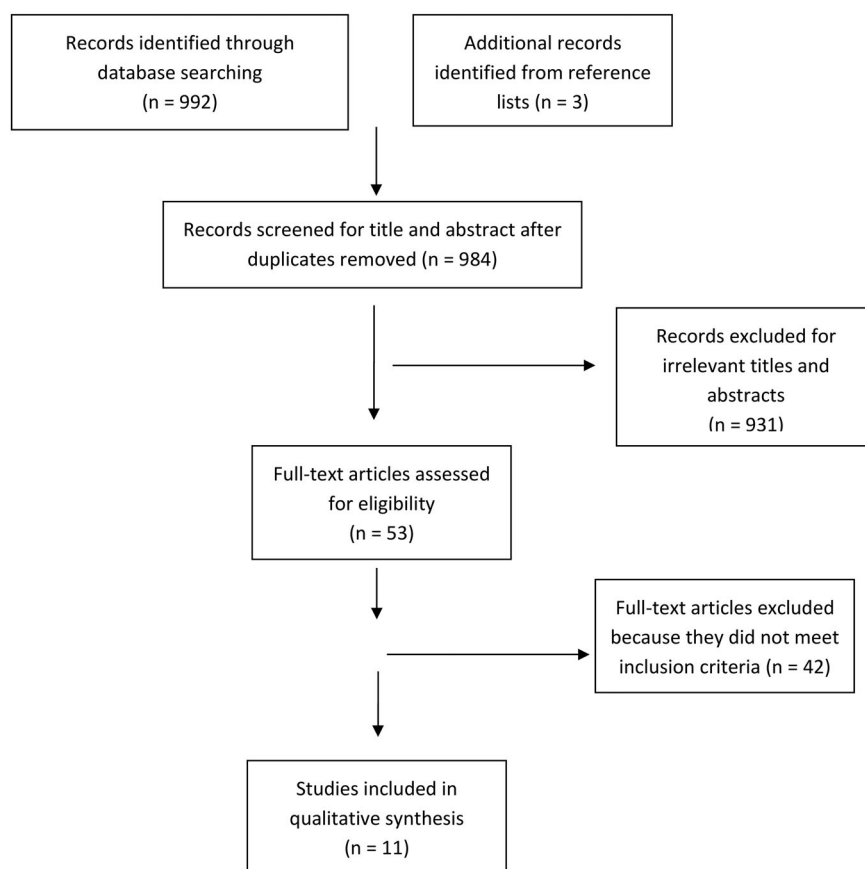 Records identified through
database searching
(n = 992)
Additional records
identified from reference
lists (n = 3)
Records screened for title and abstract after
duplicates removed (n = 984)
Records excluded for
irrelevant titles and
abstracts
(n = 931)
Full-text articles assessed
for eligibility
(n = 53)
Full-text articles excluded
because they did not meet
inclusion criteria (n = 42)
Studies included in
qualitative synthesis
(n = 11)